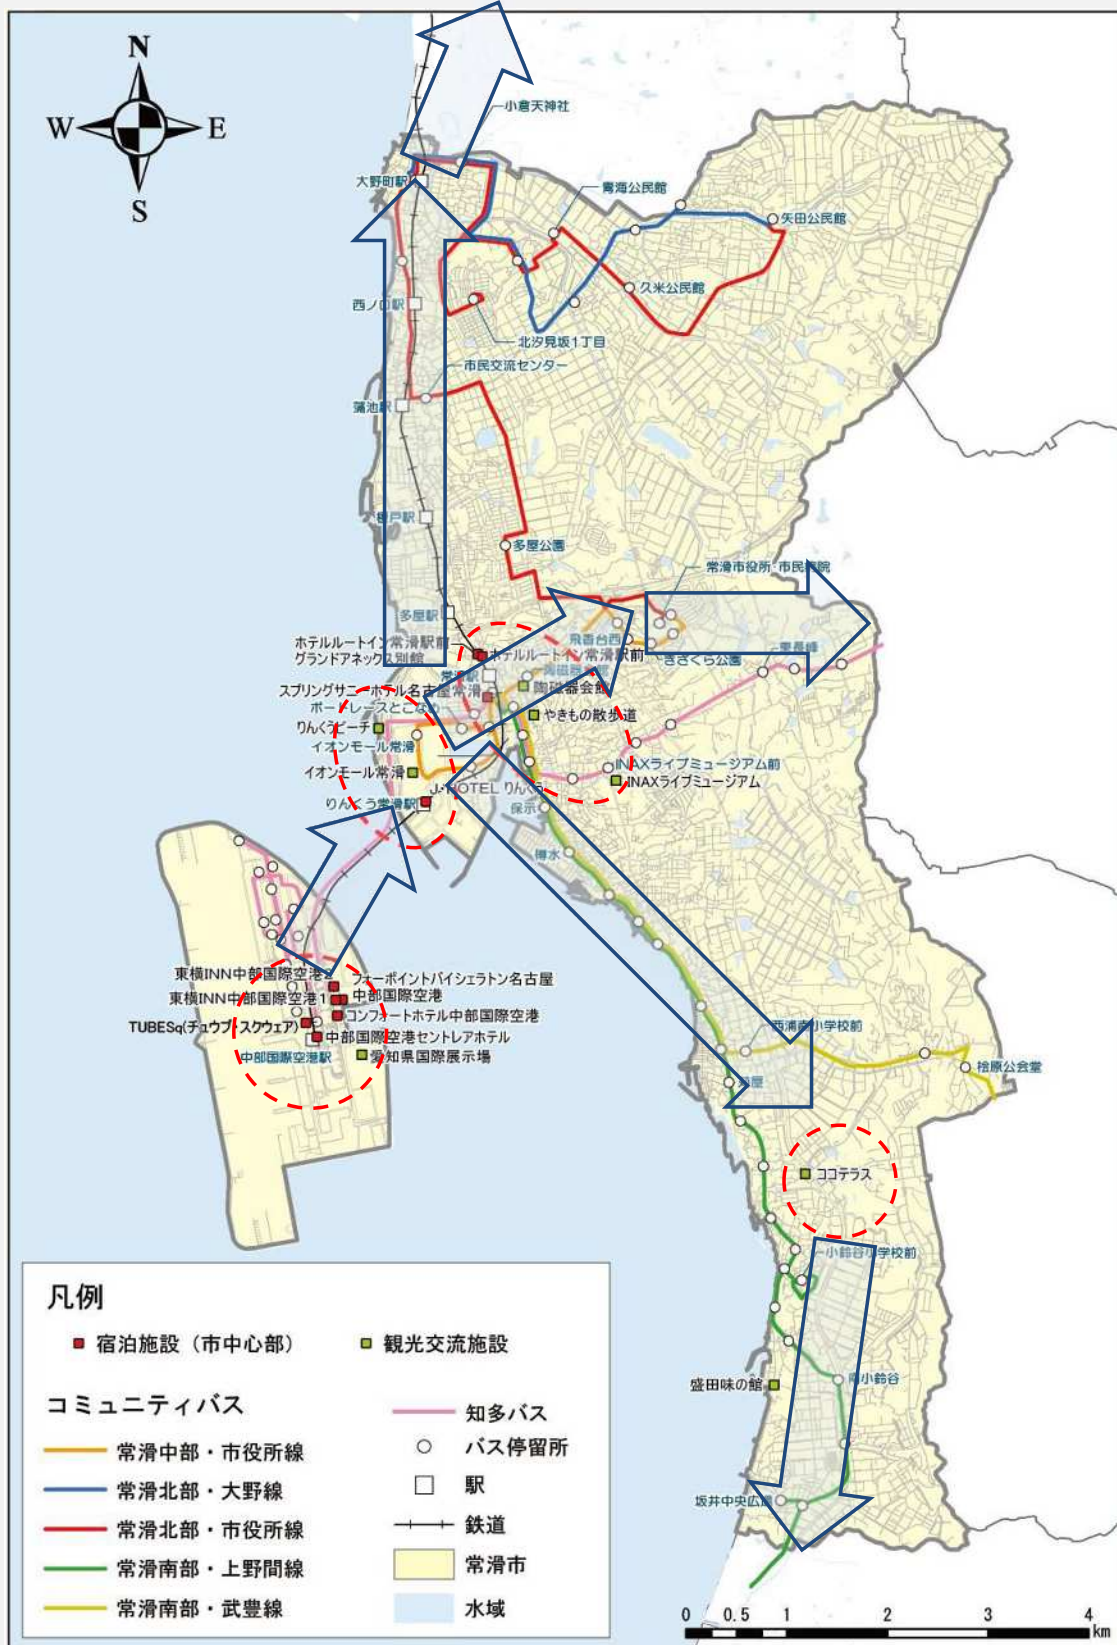 N
W
E
S
小倉天神社
大野町駅
青海公民館
矢田公民館
久米公民館
西ノ口駅
北汐見坂1丁目
市民交流センター
蒲池駅
榎戸駅
多屋公園
常滑市役所・市民病院
多屋駅
飛香台西
ホテルルートイン常滑駅前
グランドアネックス別館
ホテルルートイン常滑駅前
きざくら公園
東長峰
常滑駅
陶磁器会館
スプリングサニーホテル名古屋常滑
陶磁器会館
ボートレースとこなめ
やきもの散歩道
りんくうビーチ
イオンモール常滑
イオンモール常滑
INAXライブミュージアム前
INAXライブミュージアム
J-HOTEL りんくう
りんくう常滑駅
保示
樽水
東横INN中部国際空港2
フォーポイントバイシェラトン名古屋
中部国際空港
東横INN中部国際空港1
コンフォートホテル中部国際空港
TUBESq(チューブ スクウェア)
中部国際空港セントレアホテル
中部国際空港駅
愛知県国際展示場
西浦南小学校前
桧原公会堂
ココテラス
小鈴谷小学校前
南小鈴谷
盛田味の館
坂井中央広場
凡例
宿泊施設（市中心部）
観光交流施設
コミュニティバス
知多バス
常滑中部・市役所線
バス停留所
常滑北部・大野線
駅
常滑北部・市役所線
鉄道
常滑南部・上野間線
常滑市
常滑南部・武豊線
水域
0 0.5 1 2 3 4
km